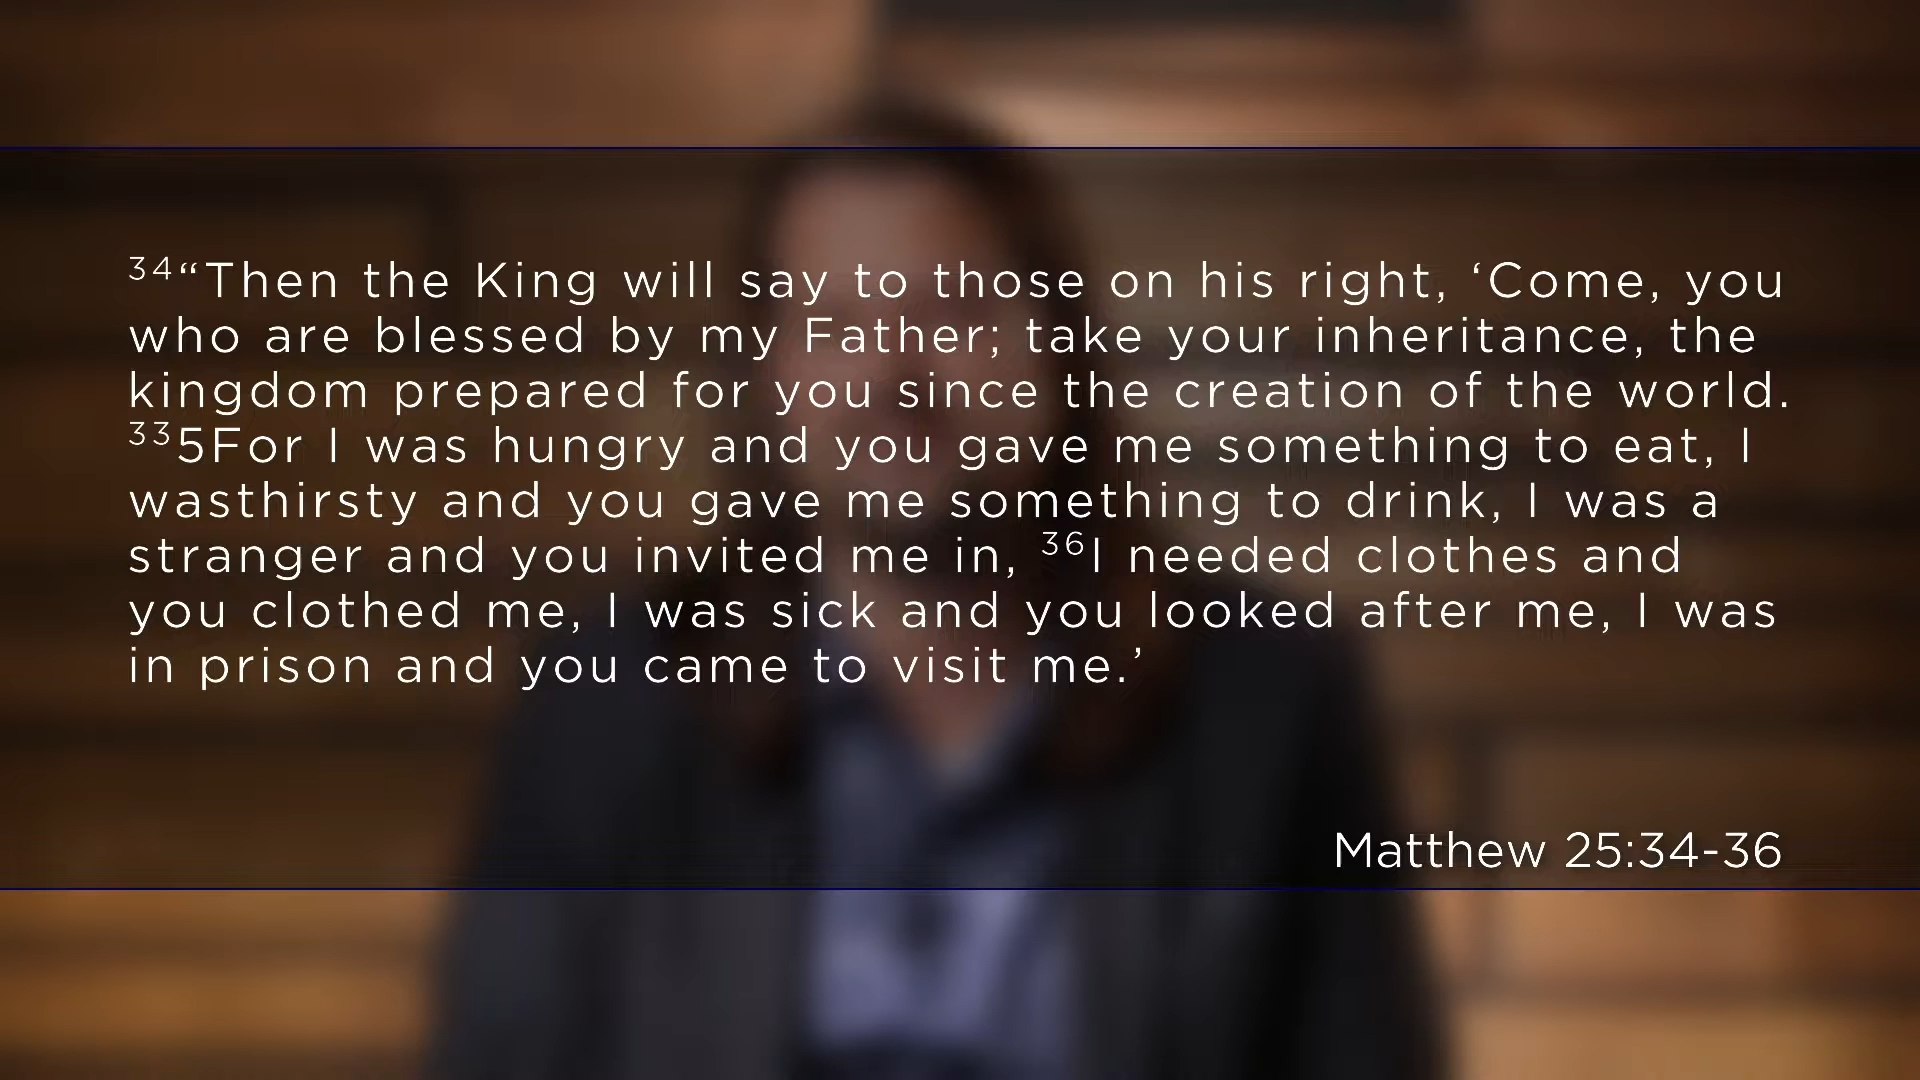 34“Then the King will say to those on his right, ‘Come, you
who are blessed by my Father; take your inheritance, the
kingdom prepared for you since the creation of the world.
335For I was hungry and you gave me something to eat, I
wasthirsty and you gave me something to drink, I was a
stranger and you invited me in, 36I needed clothes and
you clothed me, I was sick and you looked after me, I was
in prison and you came to visit me.’
Matthew 25:34-36